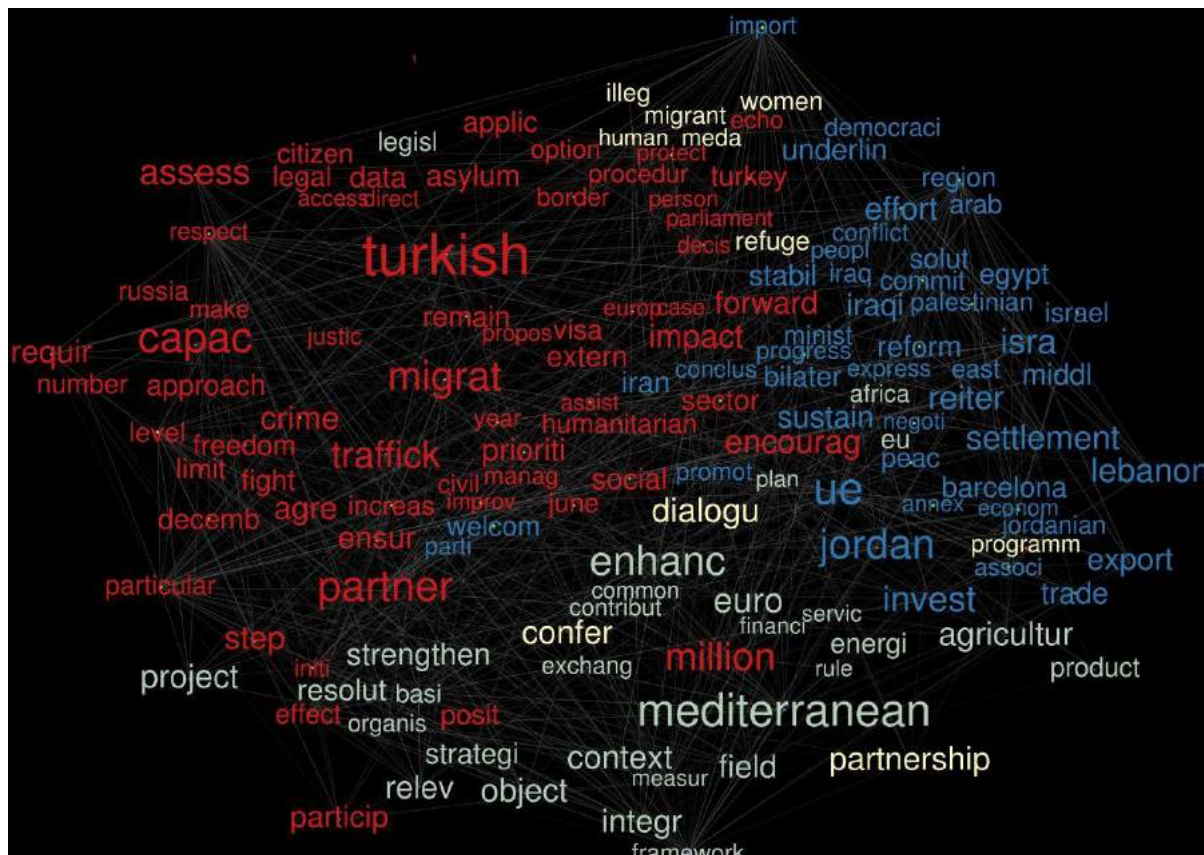 import
illeg
women
migrant
echo
applic
democraci
legisl
human meda
underlin
citizen
option
protect
assess
legal data asylum
procedur
turkey
region
access direct
border
person
effort
arab
parliament
respect
conflict
turkish
decis
refuge
peopl
solut
stabil
iraq
commit
egypt
russia
make
europ case
forward
iraqi
palestinian
israel
remain
capac
justic
propos
visa
impact
minist
isra
requir
extern
progress
reform
number
approach
migrat
iran
conclus
bilater
express
east
middl
africa
reiter
assist
sector
crime
year
humanitarian
sustain
negoti
level
freedom
encourag
eu
settlement
prioriti
peac
limit
fight
traffick
manag
social
promot
plan
lebanon
civil
ue
barcelona
decemb
agre
increas
improv
june
dialogu
annex
econom
welcom
jordanian
ensur
parti
jordan
programm
enhanc
associ
export
particular
partner
common
euro
invest
trade
contribut
servic
financi
step
confer
energi
agricultur
strengthen
million
project
initi
exchang
rule
product
resolut
basi
effect
organis
posit
mediterranean
strategi
context
partnership
relev
object
measur
field
particip
integr
framework